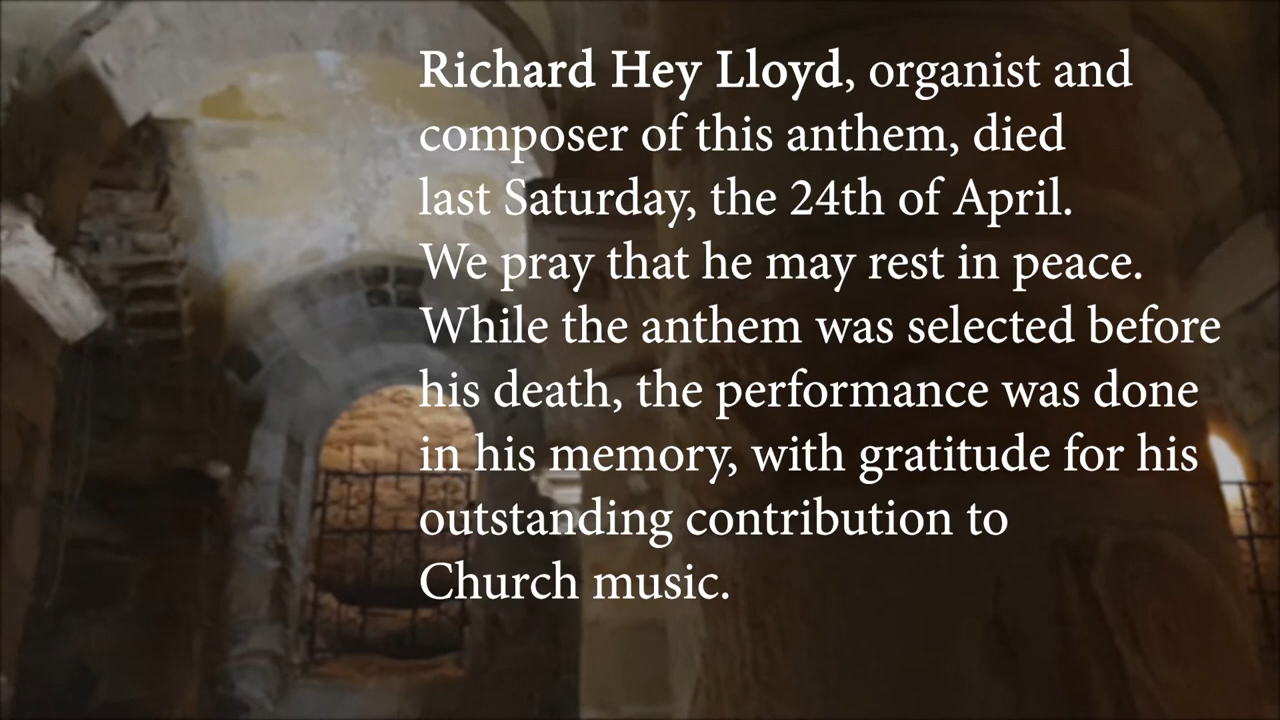 Richard Hey Lloyd, organist and
composer of this anthem, died
last Saturday, the 24th of April.
We pray that he may rest in peace.
While the anthem was selected before
his death, the performance was done
in his memory, with gratitude for his
outstanding contribution to
Church music.